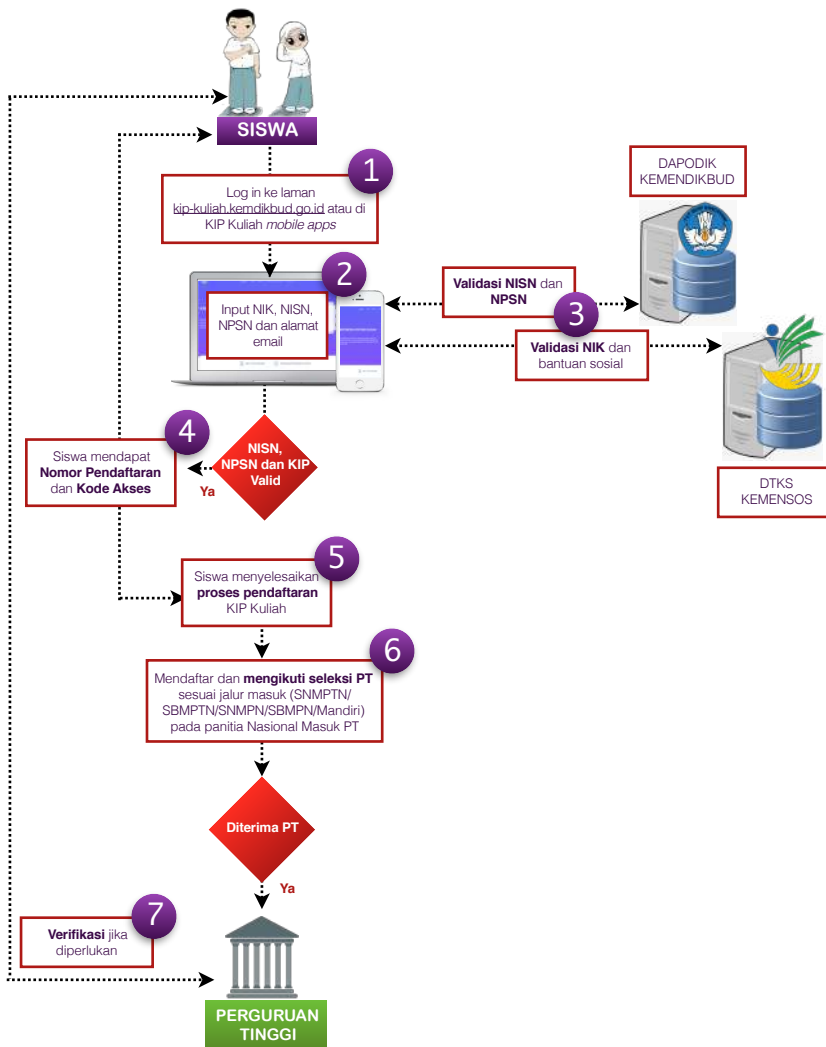 SISWA
1
Log in ke laman
kip-kuliah.kemdikbud.go.id atau di
KIP Kuliah mobile apps
2
Input NIK, NISN,
NPSN dan alamat
email
DAPODIK
KEMENDIKBUD
Validasi NISN dan
NPSN
3
Validasi NIK dan
bantuan sosial
DTKS
KEMENSOS
NISN,
NPSN dan KIP
Valid
Ya
4
Siswa mendapat
Nomor Pendaftaran
dan Kode Akses
5
Siswa menyelesaikan
proses pendaftaran
KIP Kuliah
6
Mendaftar dan mengikuti seleksi PT
sesuai jalur masuk (SNMPTN/
SBMPTN/SNMPN/SBMPN/Mandiri)
pada panitia Nasional Masuk PT
Diterima PT
Ya
7
Verifikasi jika
diperlukan
PERGURUAN
TINGGI